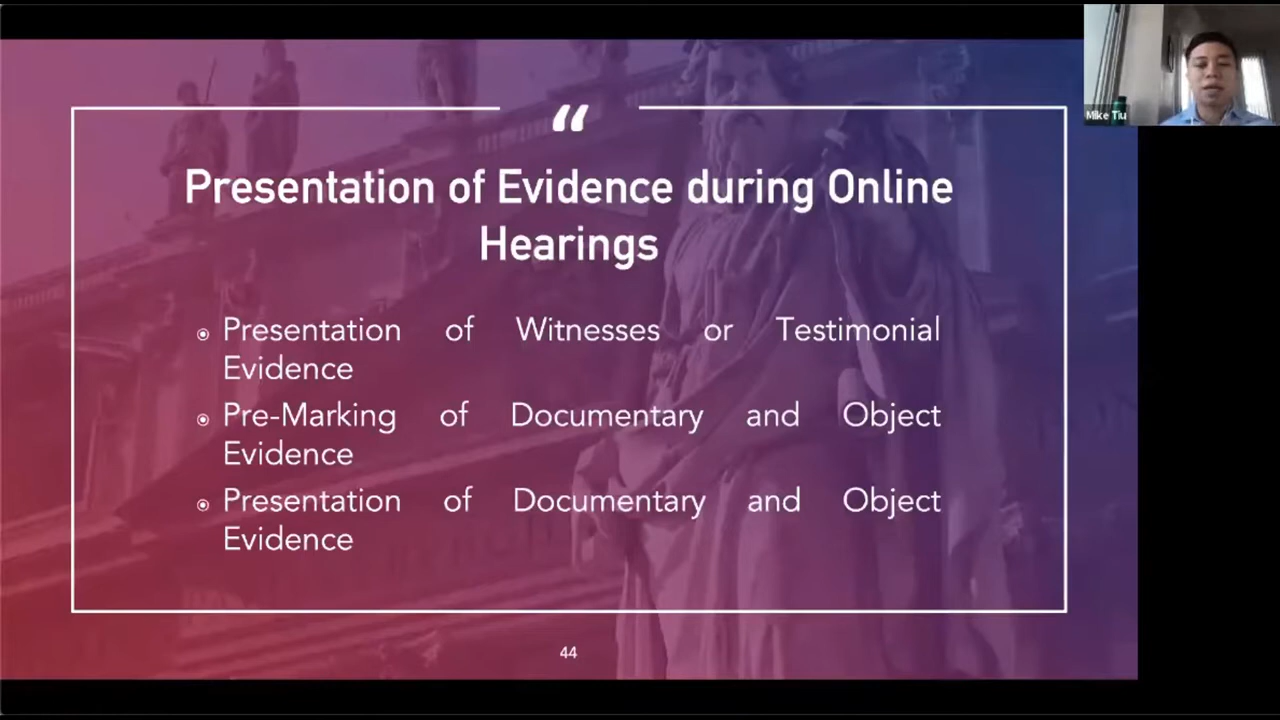 “
Presentation of Evidence during Online
Hearings
Presentation of Witnesses or Testimonial
Evidence
Pre-Marking of Documentary and Object
Evidence
Presentation of Documentary and Object
Evidence
44
Mike Tiu